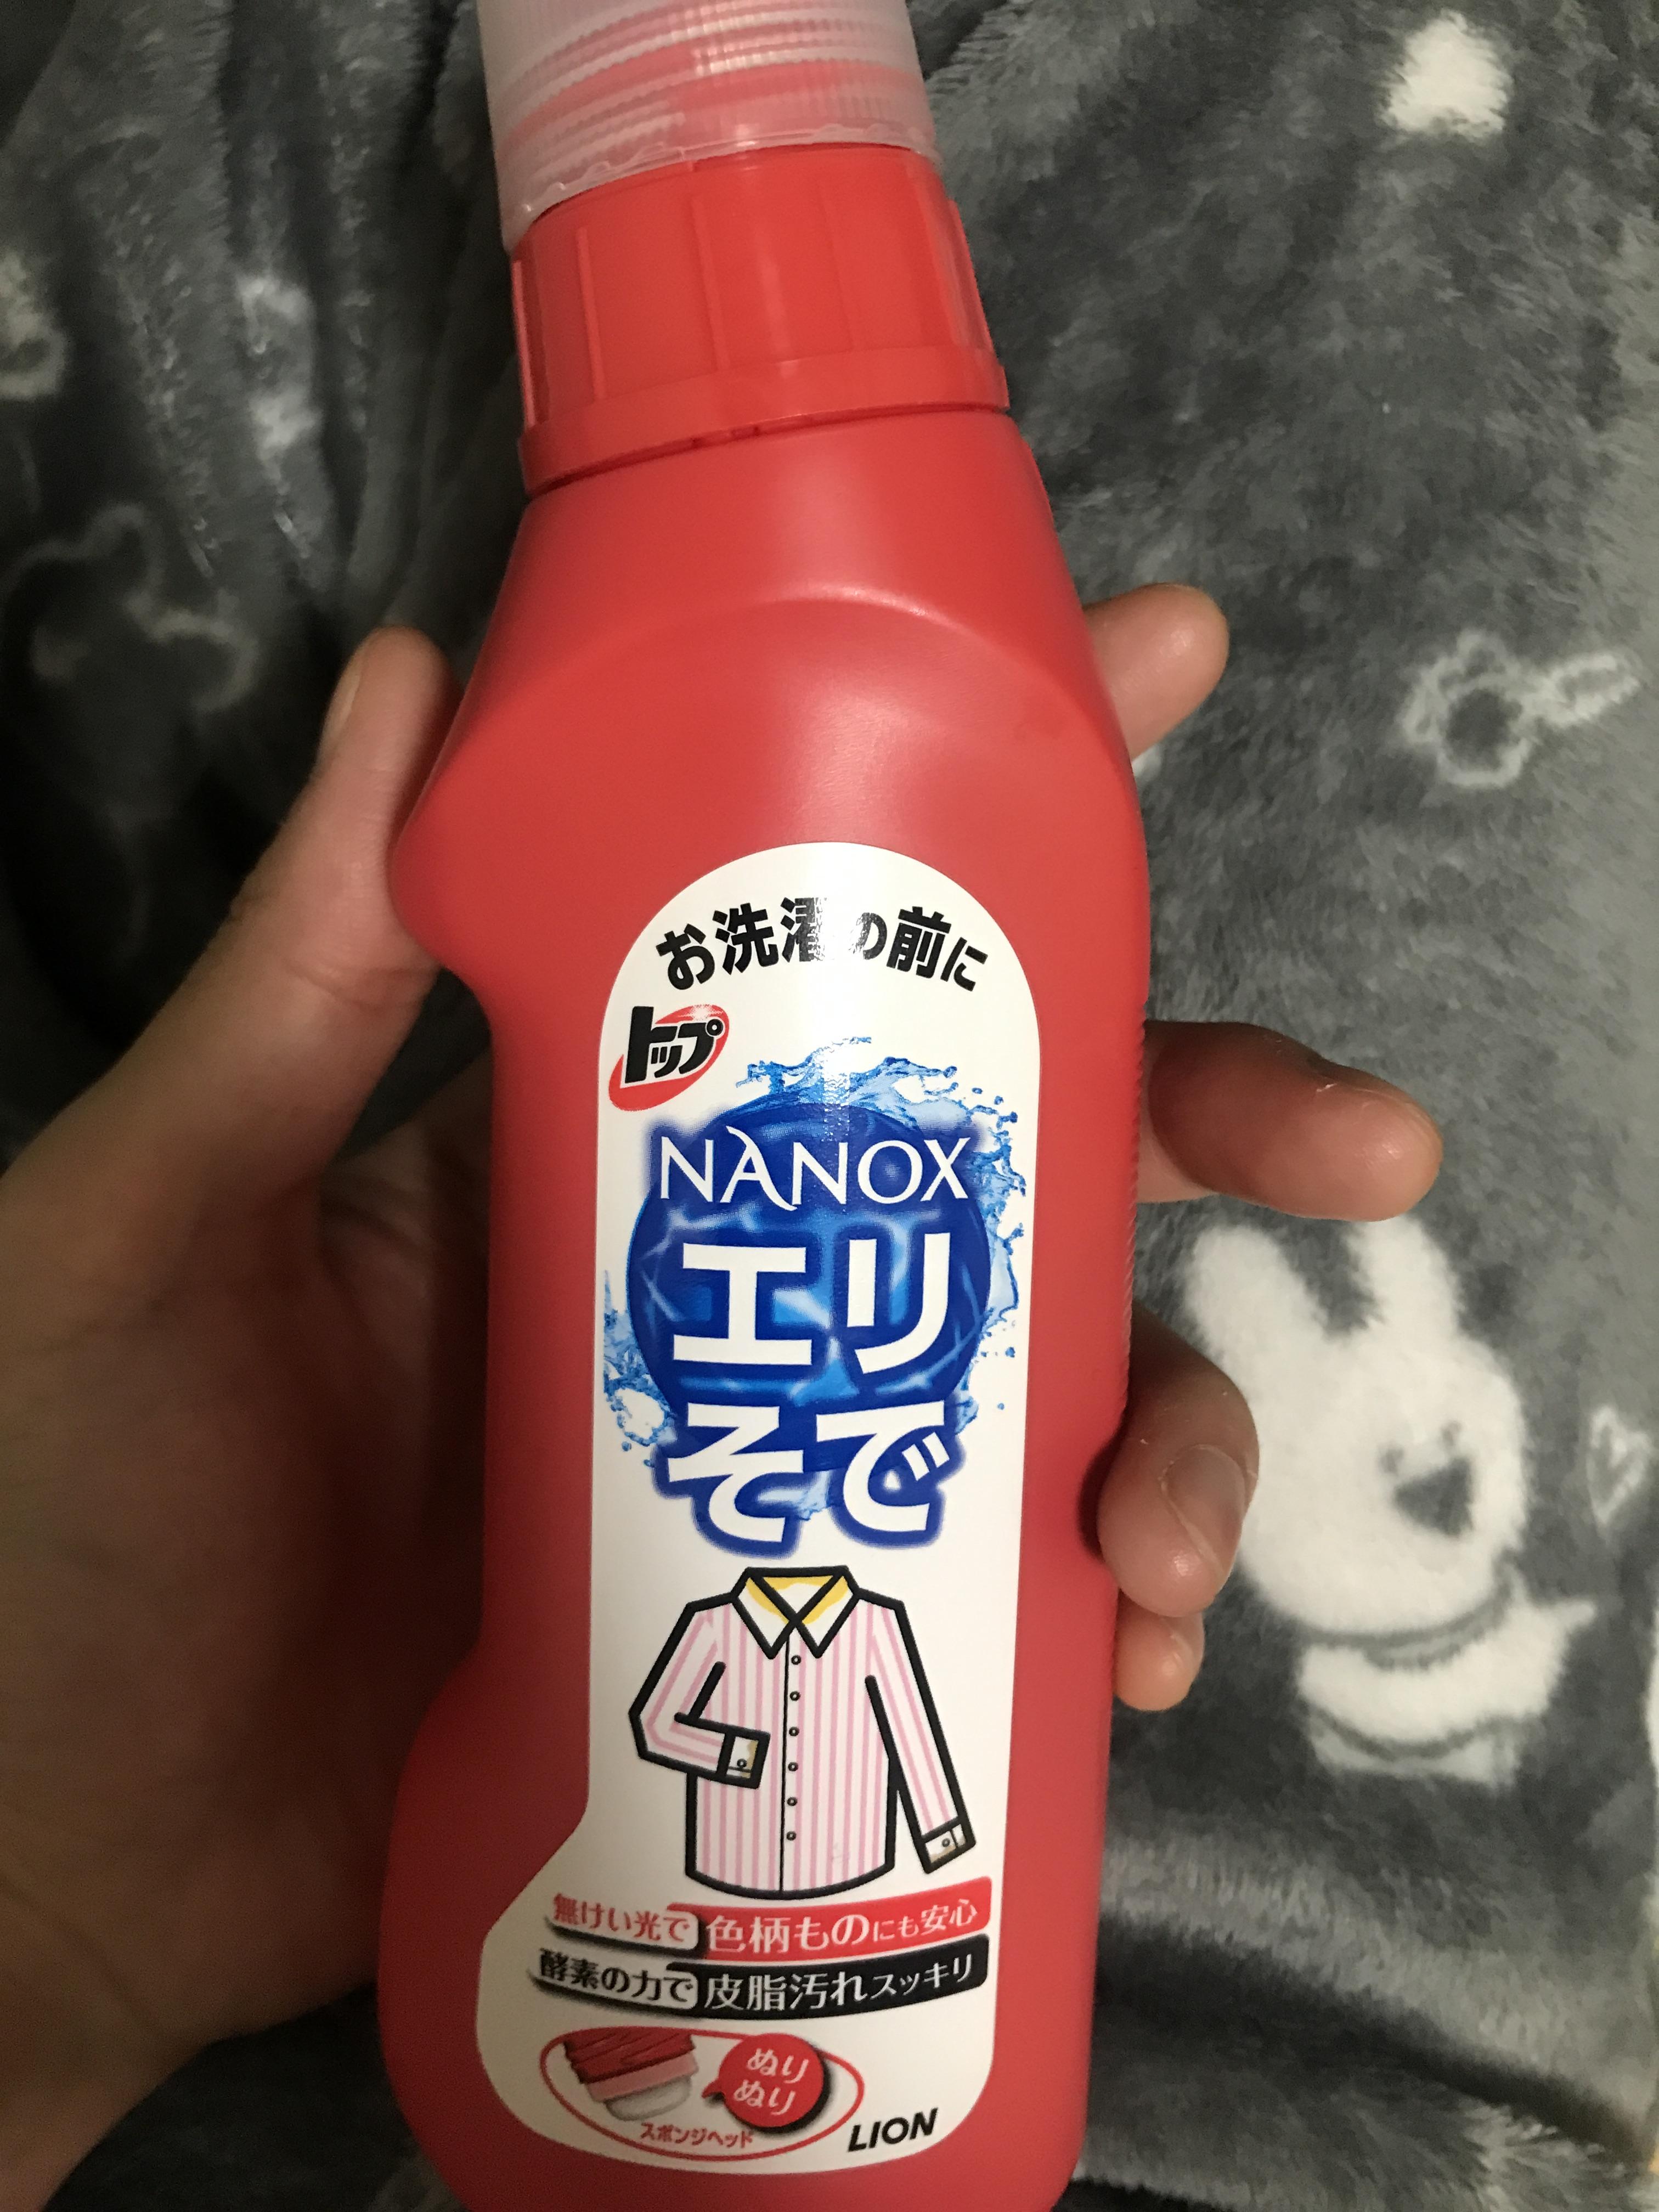 お洗濯の前に
トップ
NANOX
エリ
そで
無けい光で 色柄ものにも安心
酵素の力で 皮脂汚れスッキリ
ぬり
ぬり
スポンジヘッド
LION